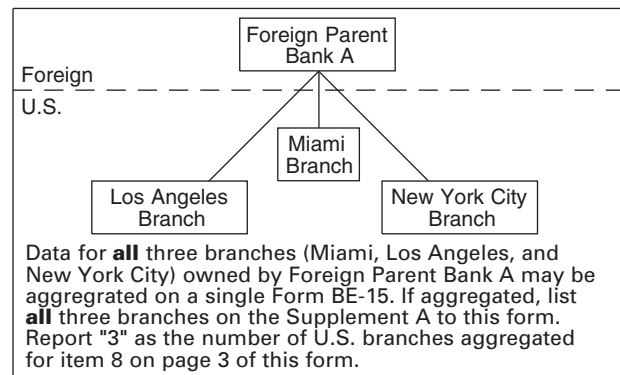 Foreign Parent
Bank A
Foreign
U.S.
Miami
Branch
Los Angeles
Branch
New York City
Branch
Data for all three branches (Miami, Los Angeles, and
New York City) owned by Foreign Parent Bank A may be
aggregrated on a single Form BE-15. If aggregated, list
all three branches on the Supplement A to this form.
Report "3" as the number of U.S. branches aggregated
for item 8 on page 3 of this form.